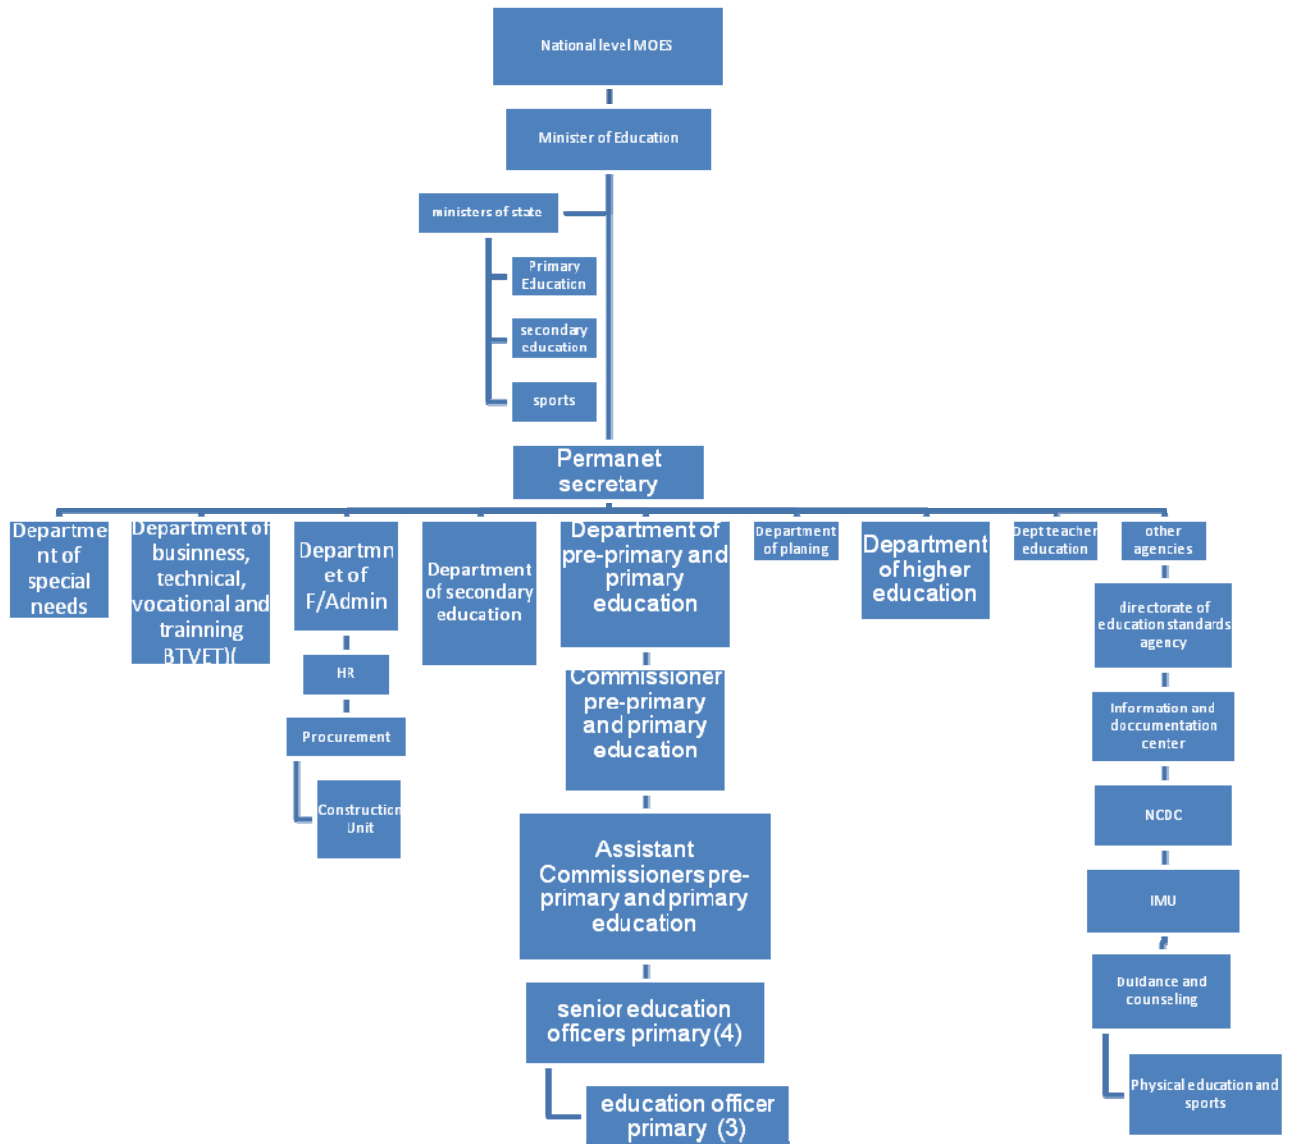 National level MOES
Minister of Education
ministers of state
Primary
Education
secondary
education
sports
Permanet
secretary
Departme
nt of
special
needs
Department of
businness,
technical,
vocational and
trainning
BTVET)(
Departmn
et of
F/Admin
HR
Procurement
Construction
Unit
Department
of secondary
education
Department of
pre-primary and
primary
education
Commissioner
pre-primary
and primary
education
Assistant
Commissioners pre-
primary and primary
education
senior education
officers primary (4)
education officer
primary (3)
Department
of planing
Department
of higher
education
Dept teacher
education
other
agencies
directorate of
education standards
agency
Information and
doccumentation
center
NCDC
IMU
Duidance and
counseling
Physical education and
sports